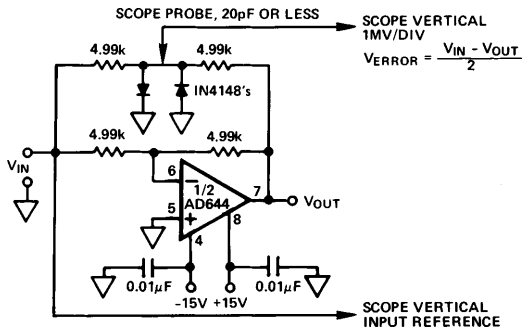 SCOPE PROBE, 20pF OR LESS
SCOPE VERTICAL
1MV/DIV
VERROR = VIN - VOUT
2
4.99k
4.99k
IN4148's
4.99k
4.99k
VIN
6
−
1/2
AD644
7
VOUT
5
+
8
4
0.01µF
-15V
+15V
0.01µF
SCOPE VERTICAL
INPUT REFERENCE